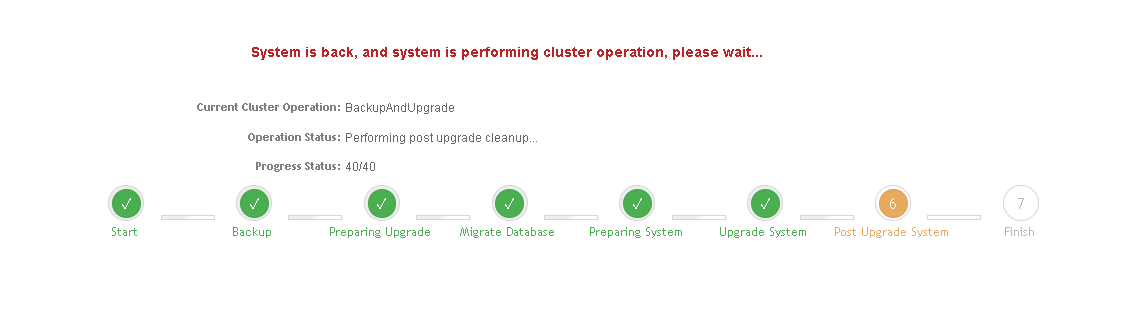 System is back, and system is performing cluster operation, please wait...
Current Cluster Operation: BackupAndUpgrade
Operation Status: Performing post upgrade cleanup...
Progress Status: 40/40
✓ ✓ ✓ ✓ ✓ ✓ 6 7
Start Backup Preparing Upgrade Migrate Database Preparing System Upgrade System Post Upgrade System Finish